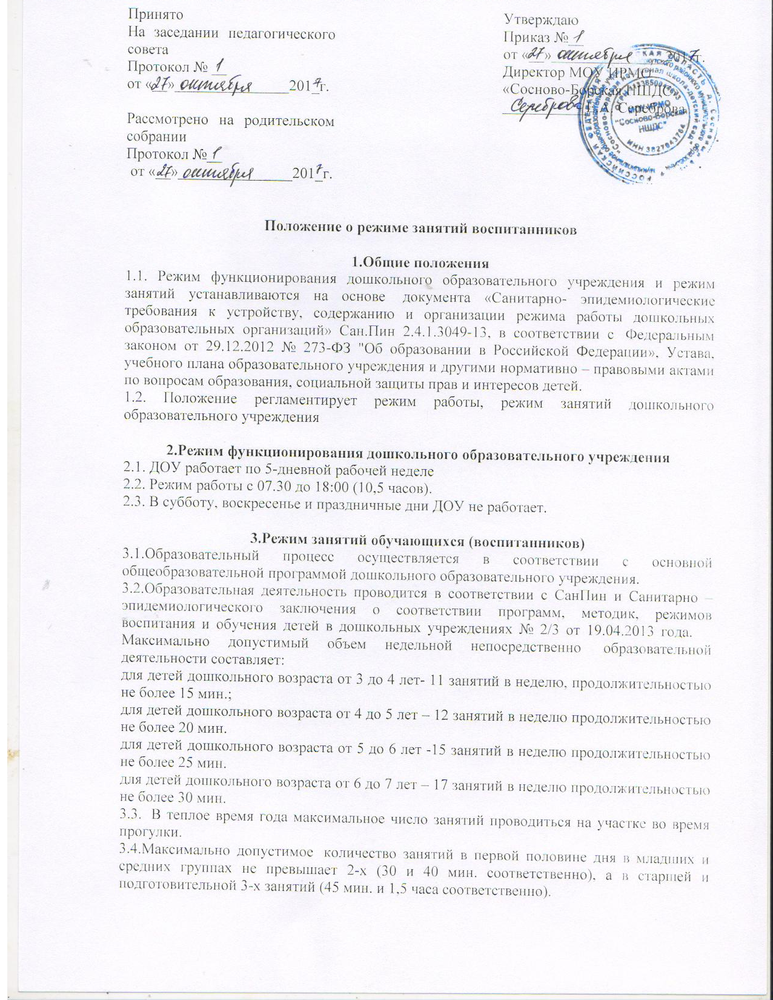 Принято
На заседании педагогического
совета
Протокол № 1
от «27» октября 2017г.
Рассмотрено на родительском
собрании
Протокол № 1
от «27» октября 2017г.
Утверждаю
Приказ № 1
от «27» октября 2017г.
Директор МОУ ИРМО
«Сосново-Борская НШДС»
Сереброва А. Сереброва
МОУ ИРМО
"Сосново-Борская
НШДС"
Положение о режиме занятий воспитанников
1.Общие положения
1.1. Режим функционирования дошкольного образовательного учреждения и режим
занятий устанавливаются на основе документа «Санитарно- эпидемиологические
требования к устройству, содержанию и организации режима работы дошкольных
образовательных организаций» Сан.Пин 2.4.1.3049-13, в соответствии с Федеральным
законом от 29.12.2012 № 273-ФЗ "Об образовании в Российской Федерации», Устава,
учебного плана образовательного учреждения и другими нормативно – правовыми актами
по вопросам образования, социальной защиты прав и интересов детей.
1.2. Положение регламентирует режим работы, режим занятий дошкольного
образовательного учреждения
2.Режим функционирования дошкольного образовательного учреждения
2.1. ДОУ работает по 5-дневной рабочей неделе
2.2. Режим работы с 07.30 до 18:00 (10,5 часов).
2.3. В субботу, воскресенье и праздничные дни ДОУ не работает.
3.Режим занятий обучающихся (воспитанников)
3.1.Образовательный процесс осуществляется в соответствии с основной
общеобразовательной программой дошкольного образовательного учреждения.
3.2.Образовательная деятельность проводится в соответствии с СанПин и Санитарно –
эпидемиологического заключения о соответствии программ, методик, режимов
воспитания и обучения детей в дошкольных учреждениях № 2/3 от 19.04.2013 года.
Максимально допустимый объем недельной непосредственно образовательной
деятельности составляет:
для детей дошкольного возраста от 3 до 4 лет- 11 занятий в неделю, продолжительностью
не более 15 мин.;
для детей дошкольного возраста от 4 до 5 лет – 12 занятий в неделю продолжительностью
не более 20 мин.
для детей дошкольного возраста от 5 до 6 лет -15 занятий в неделю продолжительностью
не более 25 мин.
для детей дошкольного возраста от 6 до 7 лет – 17 занятий в неделю продолжительностью
не более 30 мин.
3.3. В теплое время года максимальное число занятий проводиться на участке во время
прогулки.
3.4.Максимально допустимое количество занятий в первой половине дня в младших и
средних группах не превышает 2-х (30 и 40 мин. соответственно), а в старшей и
подготовительной 3-х занятий (45 мин. и 1,5 часа соответственно).